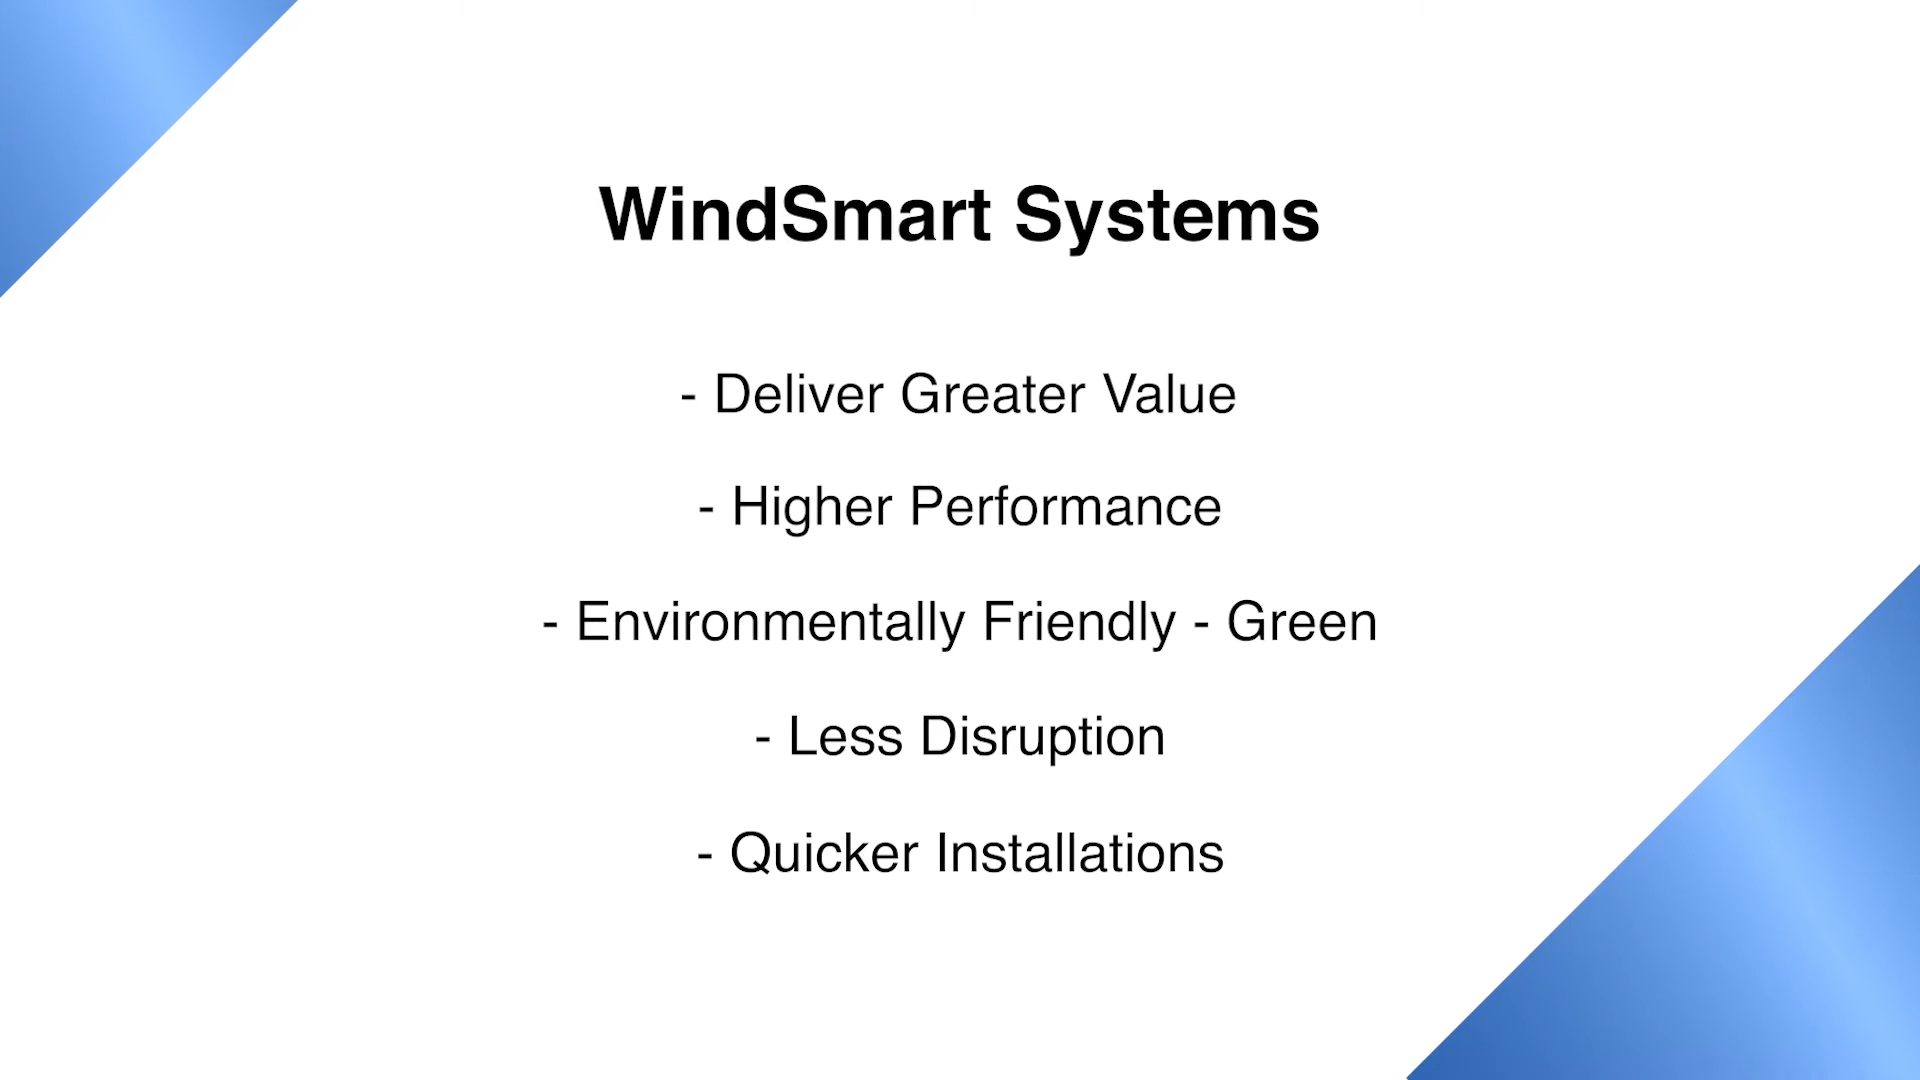 WindSmart Systems
- Deliver Greater Value
- Higher Performance
- Environmentally Friendly - Green
- Less Disruption
- Quicker Installations